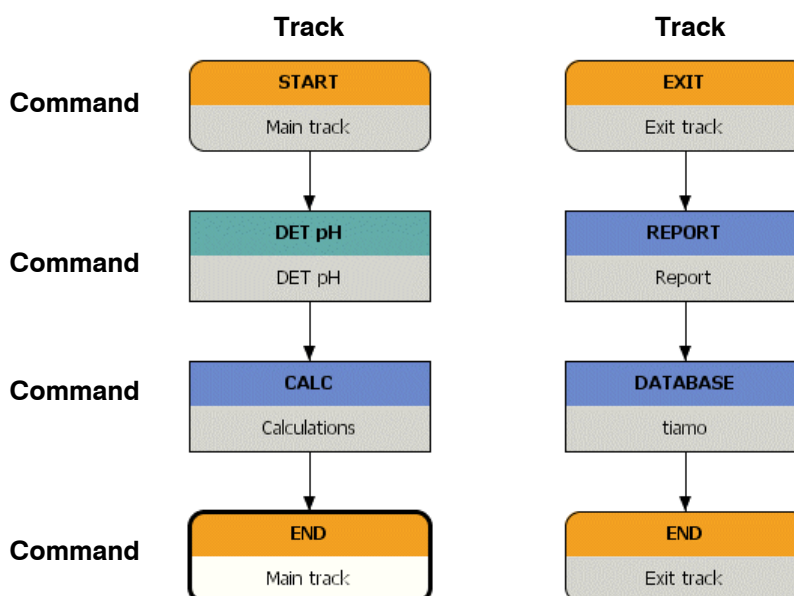 Track
Track
Command
START
Main track
EXIT
Exit track
Command
DET pH
DET pH
REPORT
Report
Command
CALC
Calculations
DATABASE
tiamo
Command
END
Main track
END
Exit track